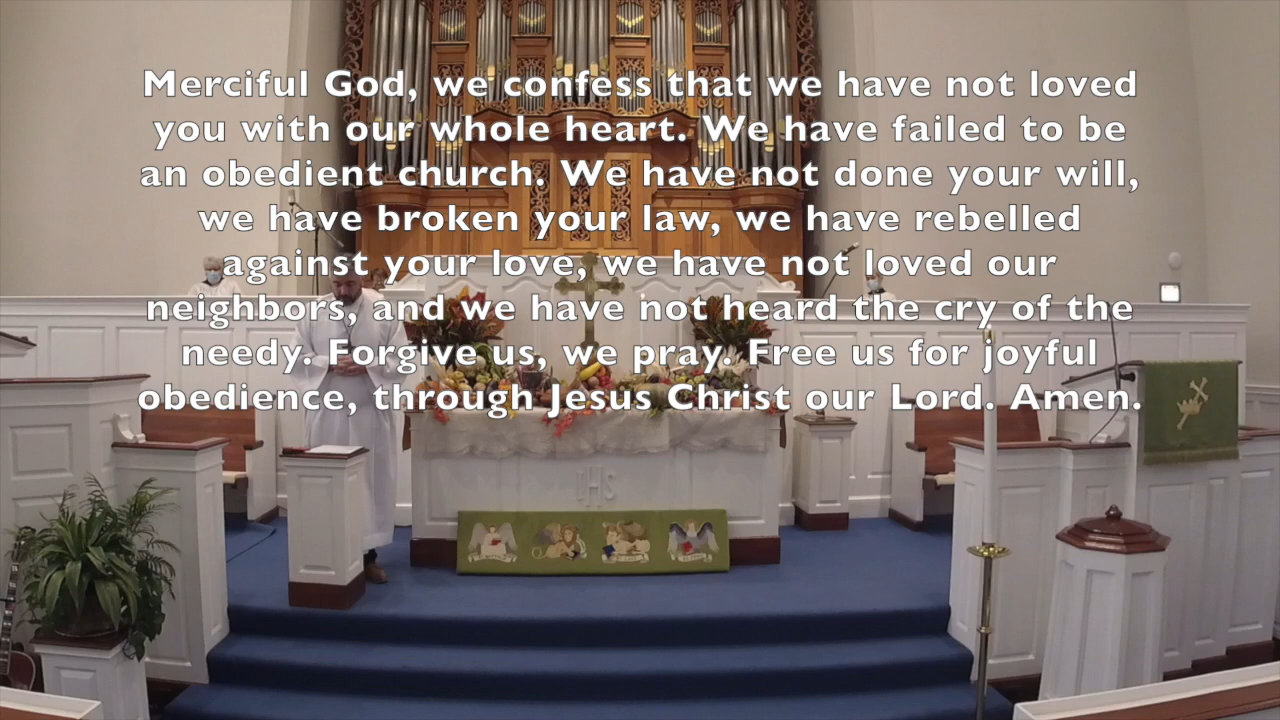 Merciful God, we confess that we have not loved
you with our whole heart. We have failed to be
an obedient church. We have not done your will,
we have broken your law, we have rebelled
against your love, we have not loved our
neighbors, and we have not heard the cry of the
needy. Forgive us, we pray. Free us for joyful
obedience, through Jesus Christ our Lord. Amen.
IHS